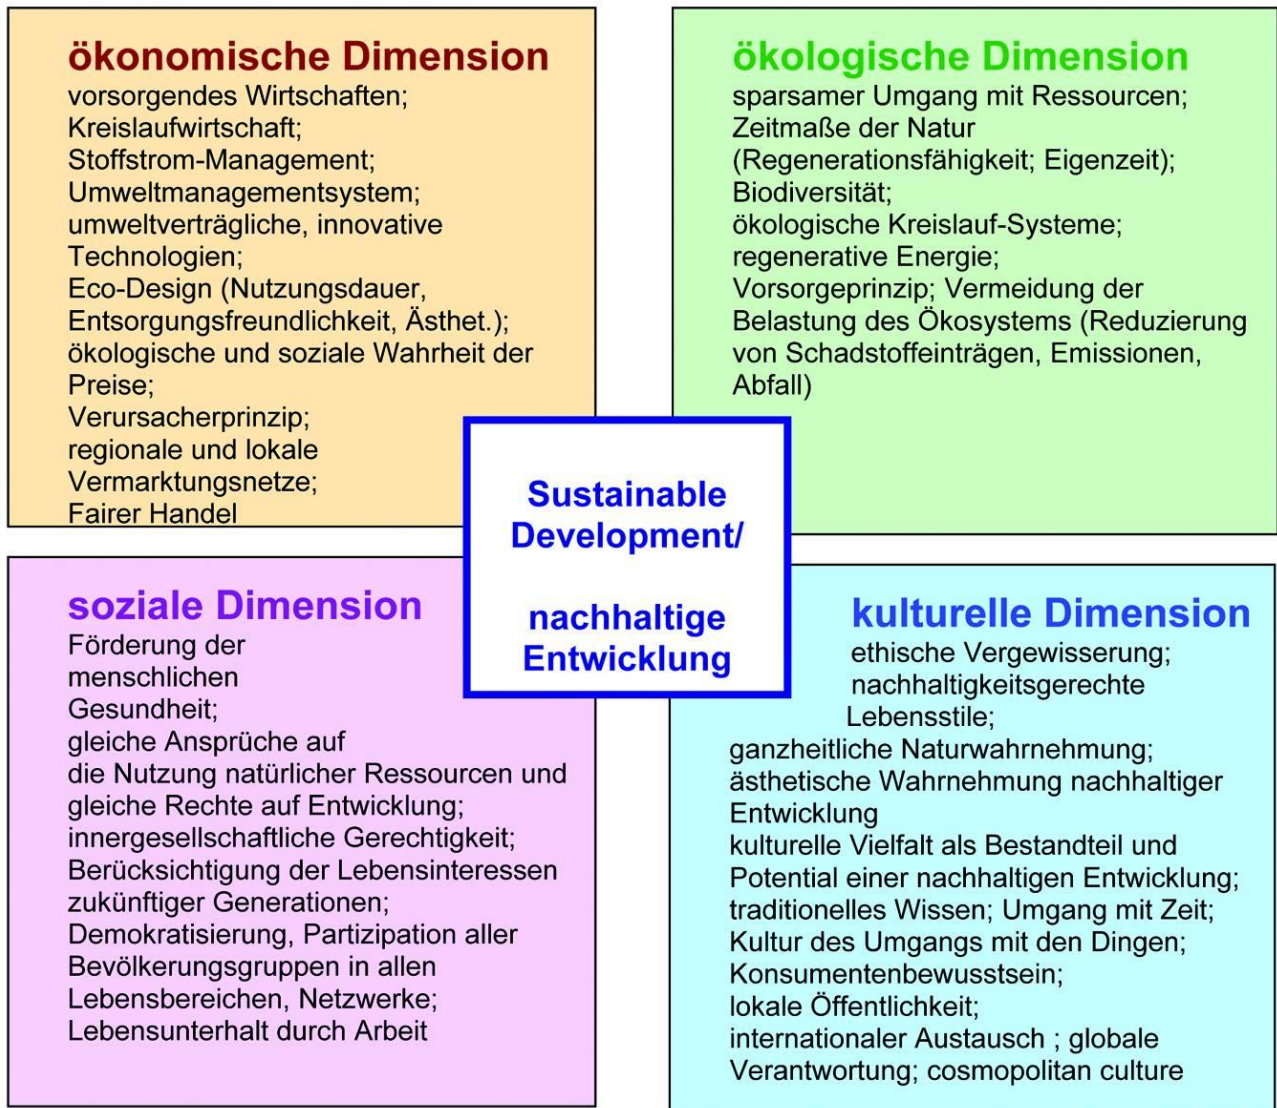 ökonomische Dimension
vorsorgendes Wirtschaften;
Kreislaufwirtschaft;
Stoffstrom-Management;
Umweltmanagementsystem;
umweltverträgliche, innovative
Technologien;
Eco-Design (Nutzungsdauer,
Entsorgungsfreundlichkeit, Ästhet.);
ökologische und soziale Wahrheit der
Preise;
Verursacherprinzip;
regionale und lokale
Vermarktungsnetze;
Fairer Handel
ökologische Dimension
sparsamer Umgang mit Ressourcen;
Zeitmaße der Natur
(Regenerationsfähigkeit; Eigenzeit);
Biodiversität;
ökologische Kreislauf-Systeme;
regenerative Energie;
Vorsorgeprinzip; Vermeidung der
Belastung des Ökosystems (Reduzierung
von Schadstoffeinträgen, Emissionen,
Abfall)
Sustainable
Development/
nachhaltige
Entwicklung
soziale Dimension
Förderung der
menschlichen
Gesundheit;
gleiche Ansprüche auf
die Nutzung natürlicher Ressourcen und
gleiche Rechte auf Entwicklung;
innergesellschaftliche Gerechtigkeit;
Berücksichtigung der Lebensinteressen
zukünftiger Generationen;
Demokratisierung, Partizipation aller
Bevölkerungsgruppen in allen
Lebensbereichen, Netzwerke;
Lebensunterhalt durch Arbeit
kulturelle Dimension
ethische Vergewisserung;
nachhaltigkeitsgerechte
Lebensstile;
ganzheitliche Naturwahrnehmung;
ästhetische Wahrnehmung nachhaltiger
Entwicklung
kulturelle Vielfalt als Bestandteil und
Potential einer nachhaltigen Entwicklung;
traditionelles Wissen; Umgang mit Zeit;
Kultur des Umgangs mit den Dingen;
Konsumentenbewusstsein;
lokale Öffentlichkeit;
internationaler Austausch ; globale
Verantwortung; cosmopolitan culture